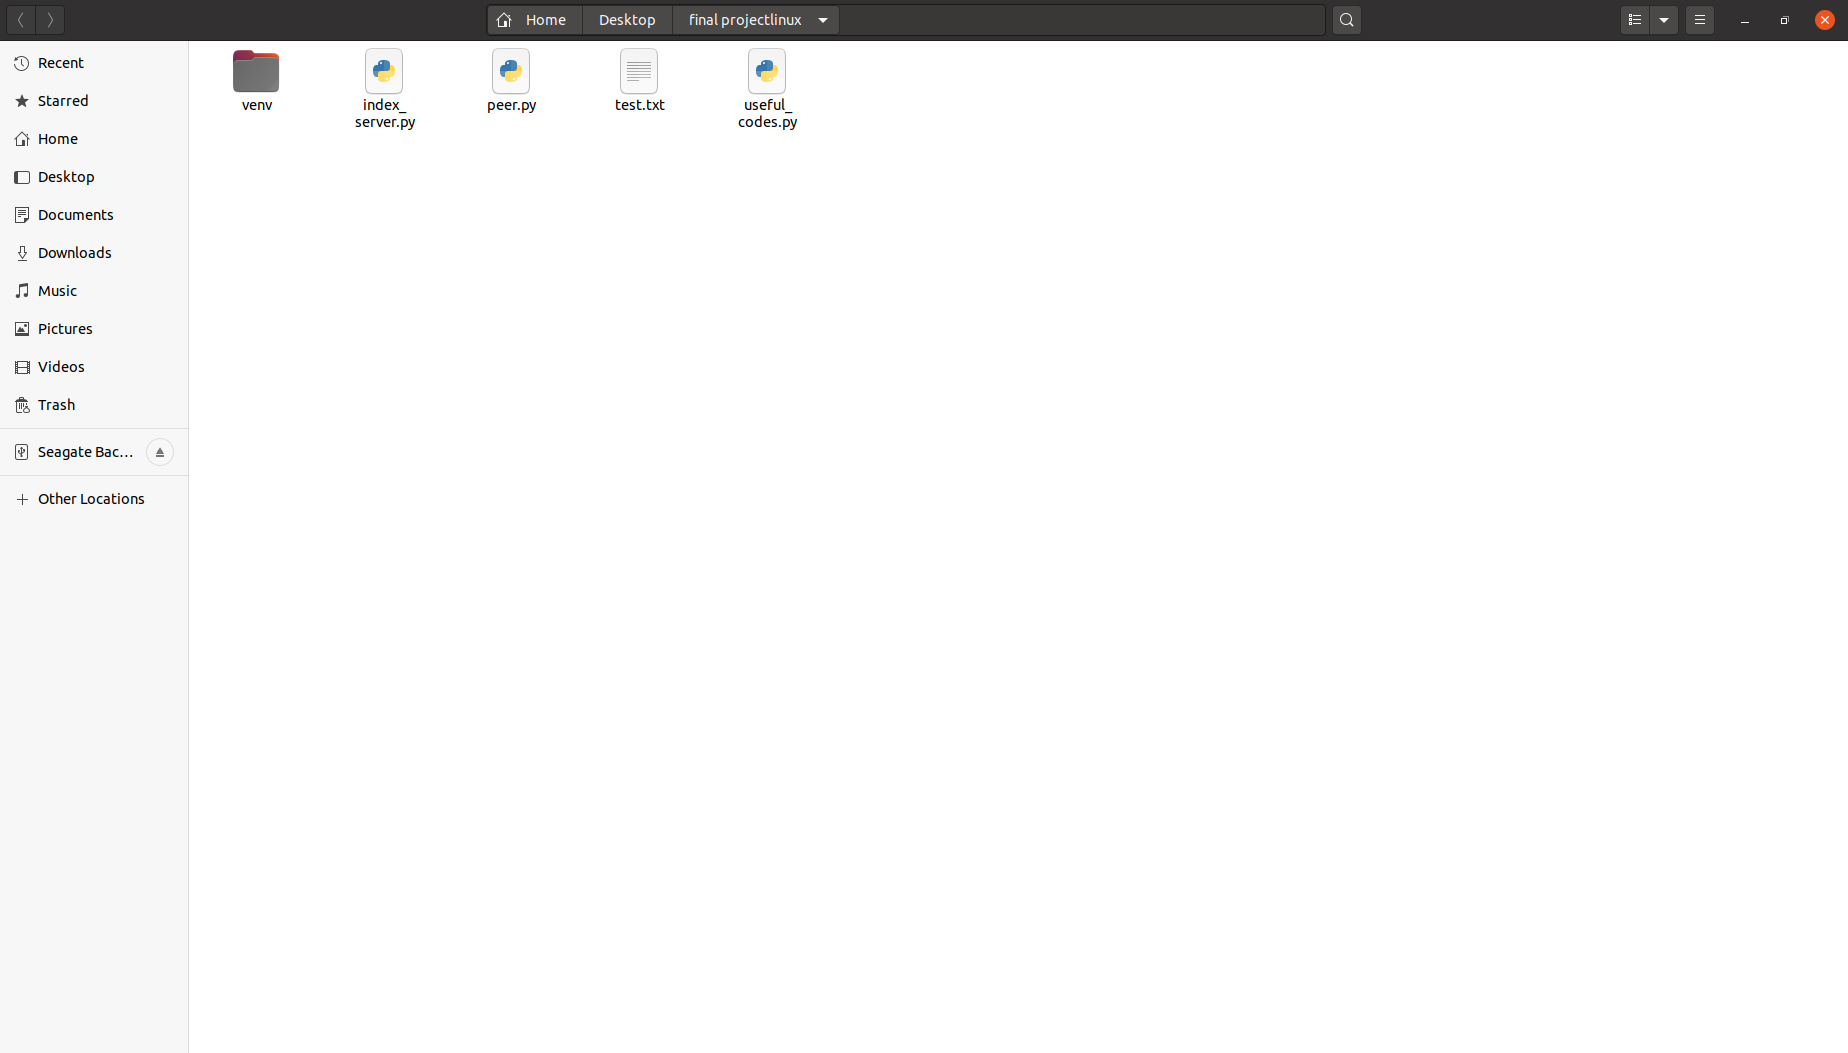 Home
Desktop
final projectlinux
Recent
Starred
Home
Desktop
Documents
Downloads
Music
Pictures
Videos
Trash
Seagate Bac...
Other Locations
venv
index_
server.py
peer.py
test.txt
useful_
codes.py